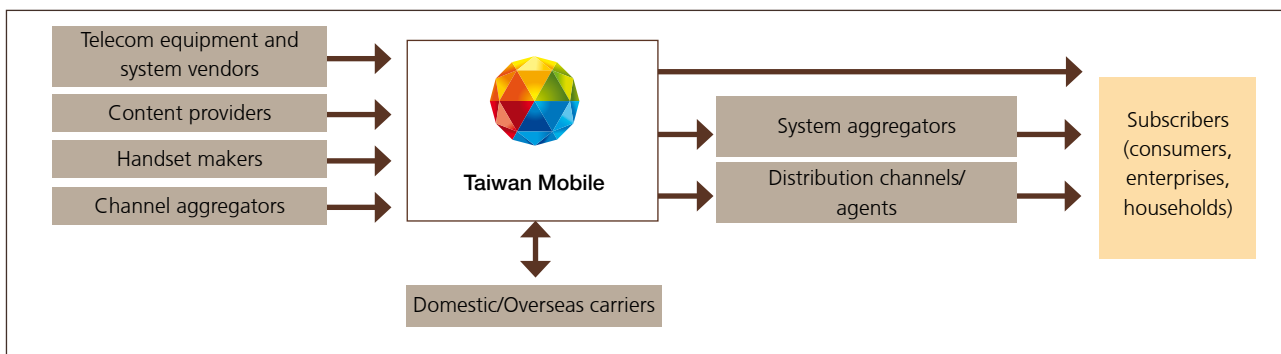 Telecom equipment and
system vendors
Content providers
Handset makers
Channel aggregators
Taiwan Mobile
Domestic/Overseas carriers
System aggregators
Distribution channels/
agents
Subscribers
(consumers,
enterprises,
households)